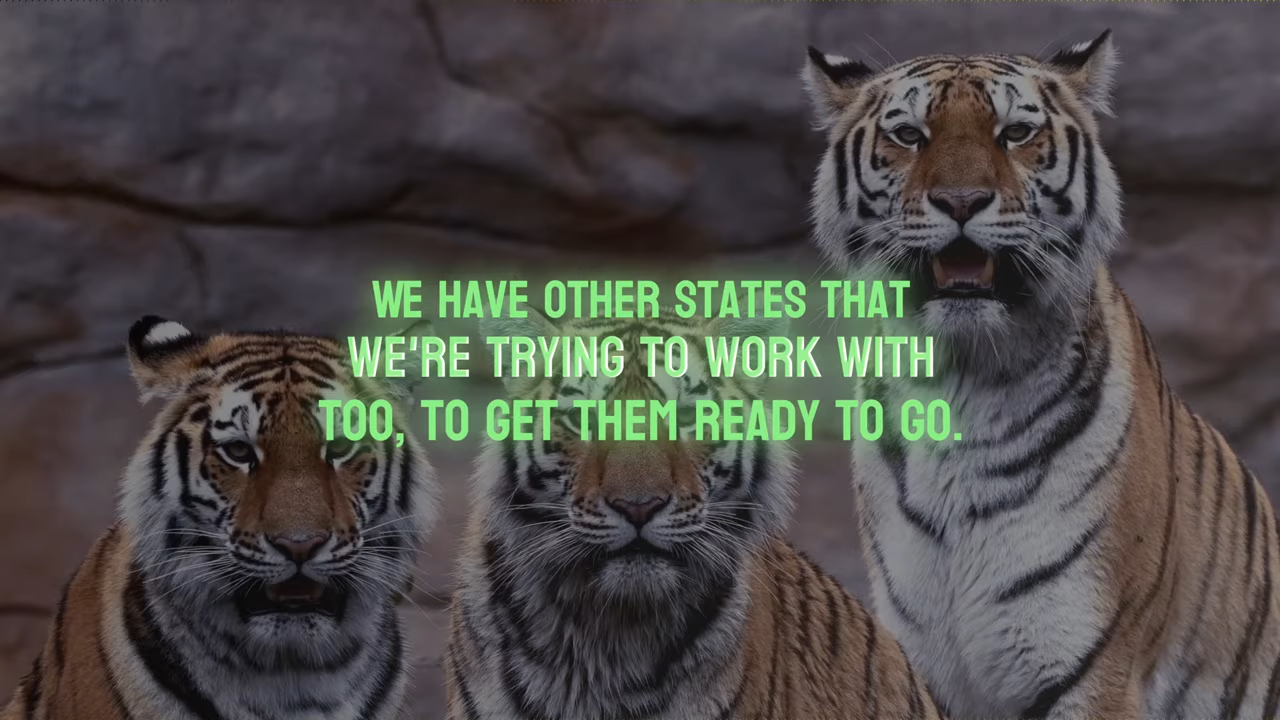 WE HAVE OTHER STATES THAT
WE'RE TRYING TO WORK WITH
TOO, TO GET THEM READY TO GO.